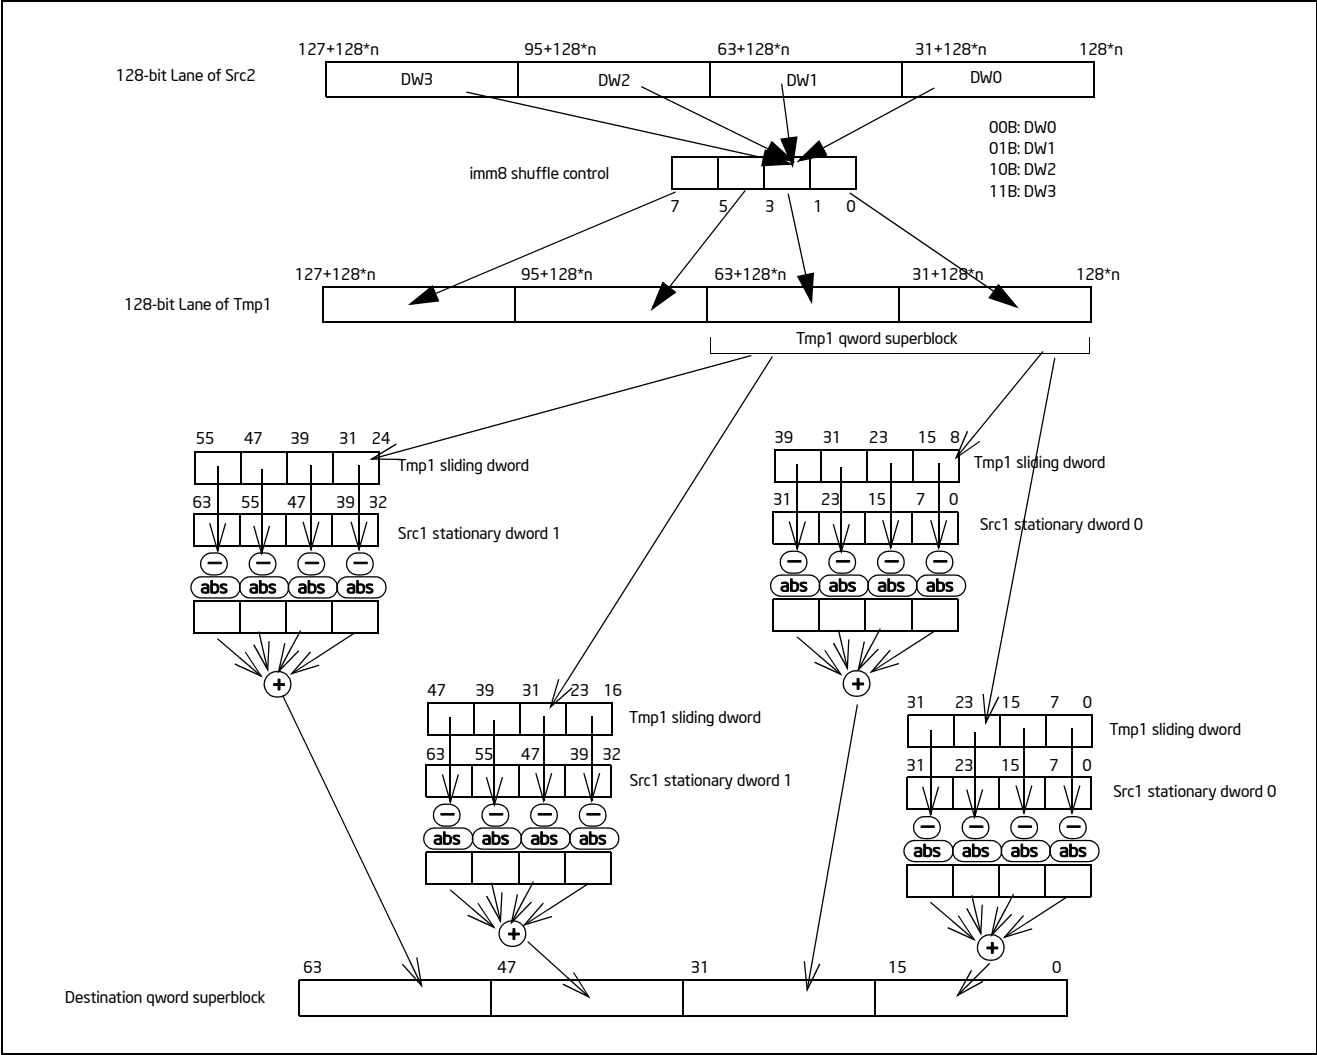 127+128*n 95+128*n 63+128*n 31+128*n 128*n
128-bit Lane of Src2
DW3 DW2 DW1 DW0
00B: DW0
01B: DW1
10B: DW2
11B: DW3
imm8 shuffle control
7 5 3 1 0
127+128*n 95+128*n 63+128*n 31+128*n 128*n
128-bit Lane of Tmp1
Tmp1 qword superblock
55 47 39 31 24
Tmp1 sliding dword
63 55 47 39 32
Src1 stationary dword 1
− − − −
abs abs abs abs
+
39 31 23 15 8
Tmp1 sliding dword
31 23 15 7 0
Src1 stationary dword 0
− − − −
abs abs abs abs
+
47 39 31 23 16
Tmp1 sliding dword
63 55 47 39 32
Src1 stationary dword 1
− − − −
abs abs abs abs
+
31 23 15 7 0
Tmp1 sliding dword
31 23 15 7 0
Src1 stationary dword 0
− − − −
abs abs abs abs
+
63 47 31 15 0
Destination qword superblock